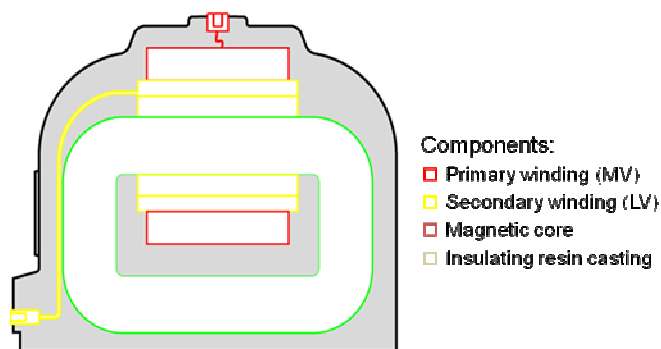 Components:
Primary winding (MV)
Secondary winding (LV)
Magnetic core
Insulating resin casting